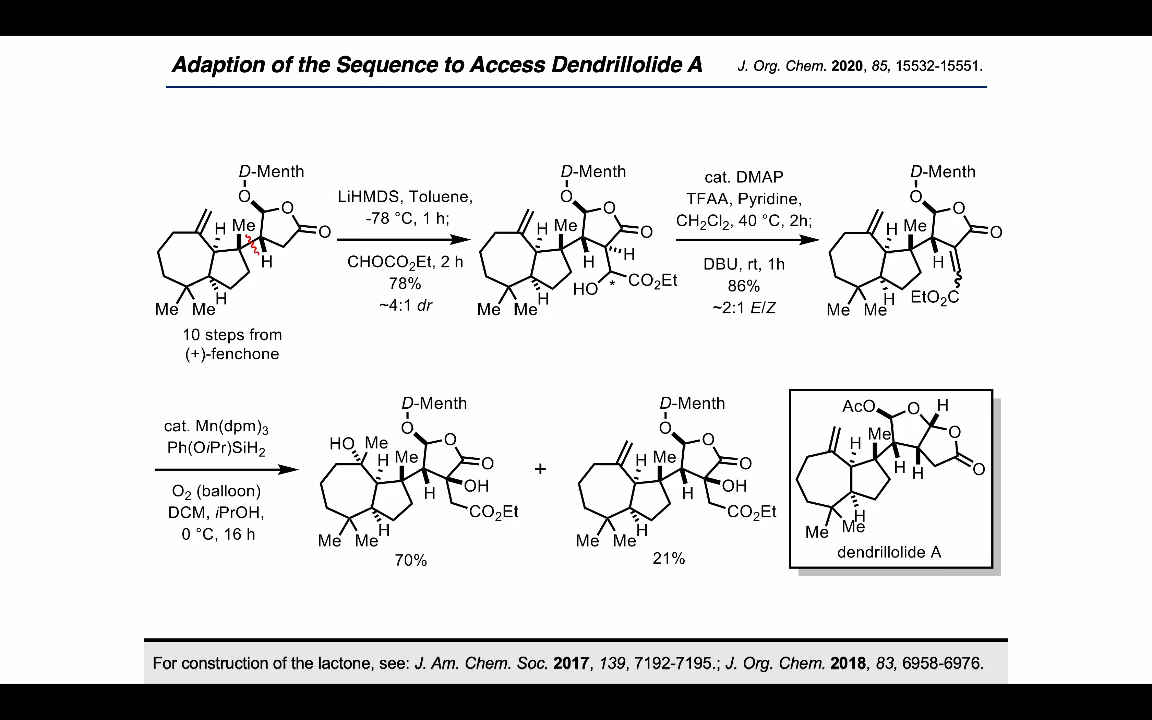 Adaption of the Sequence to Access Dendrillolide A
J. Org. Chem. 2020, 85, 15532-15551.
D-Menth
O
O
O
H
Me
H
H
Me Me
10 steps from
(+)-fenchone
LiHMDS, Toluene,
-78 °C, 1 h;
CHOCO₂Et, 2 h
78%
~4:1 dr
D-Menth
O
O
O
H
Me
H
H
H
HO
*
CO₂Et
Me Me
cat. DMAP
TFAA, Pyridine,
CH₂Cl₂, 40 °C, 2h;
DBU, rt, 1h
86%
~2:1 E/Z
D-Menth
O
O
O
H
Me
H
H
EtO₂C
Me Me
cat. Mn(dpm)₃
Ph(OiPr)SiH₂
O₂ (balloon)
DCM, iPrOH,
0 °C, 16 h
D-Menth
O
O
O
HO
Me
H
Me
OH
H
CO₂Et
H
Me Me
70%
+
D-Menth
O
O
O
H
Me
OH
H
CO₂Et
H
Me Me
21%
AcO
O
H
O
O
H
Me
H
H
H
Me
Me
dendrillolide A
For construction of the lactone, see: J. Am. Chem. Soc. 2017, 139, 7192-7195.; J. Org. Chem. 2018, 83, 6958-6976.